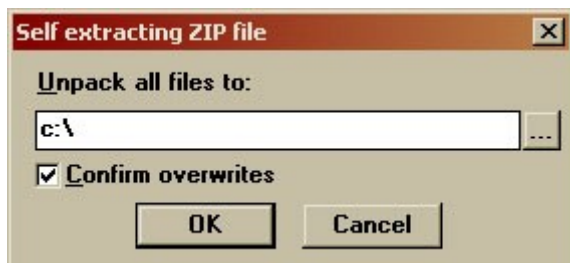 Self extracting ZIP file
Unpack all files to:
c:\
...
Confirm overwrites
OK Cancel